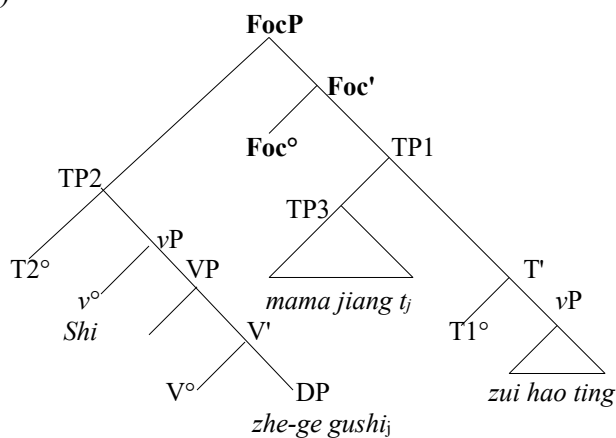 )
FocP
Foc'
Foc°
TP1
TP2
TP3
T2°
vP
T'
v°
VP
mama jiang tj
T1°
vP
Shi
V'
zui hao ting
V°
DP
zhe-ge gushij